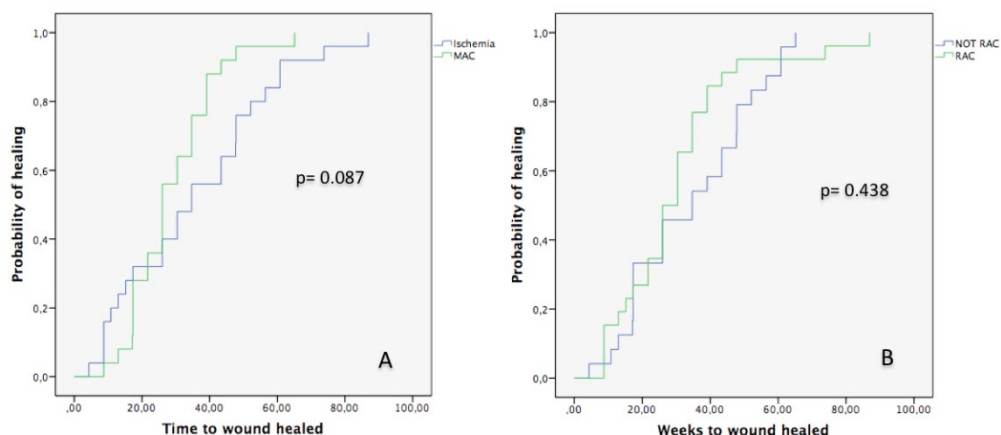 Ischemia
MAC
Probability of healing
1,0
0,8
0,6
0,4
0,2
0,0
p= 0.087
A
,00 20,00 40,00 60,00 80,00 100,00
Time to wound healed
NOT RAC
RAC
Probability of healing
1,0
0,8
0,6
0,4
0,2
0,0
p= 0.438
B
,00 20,00 40,00 60,00 80,00 100,00
Weeks to wound healed